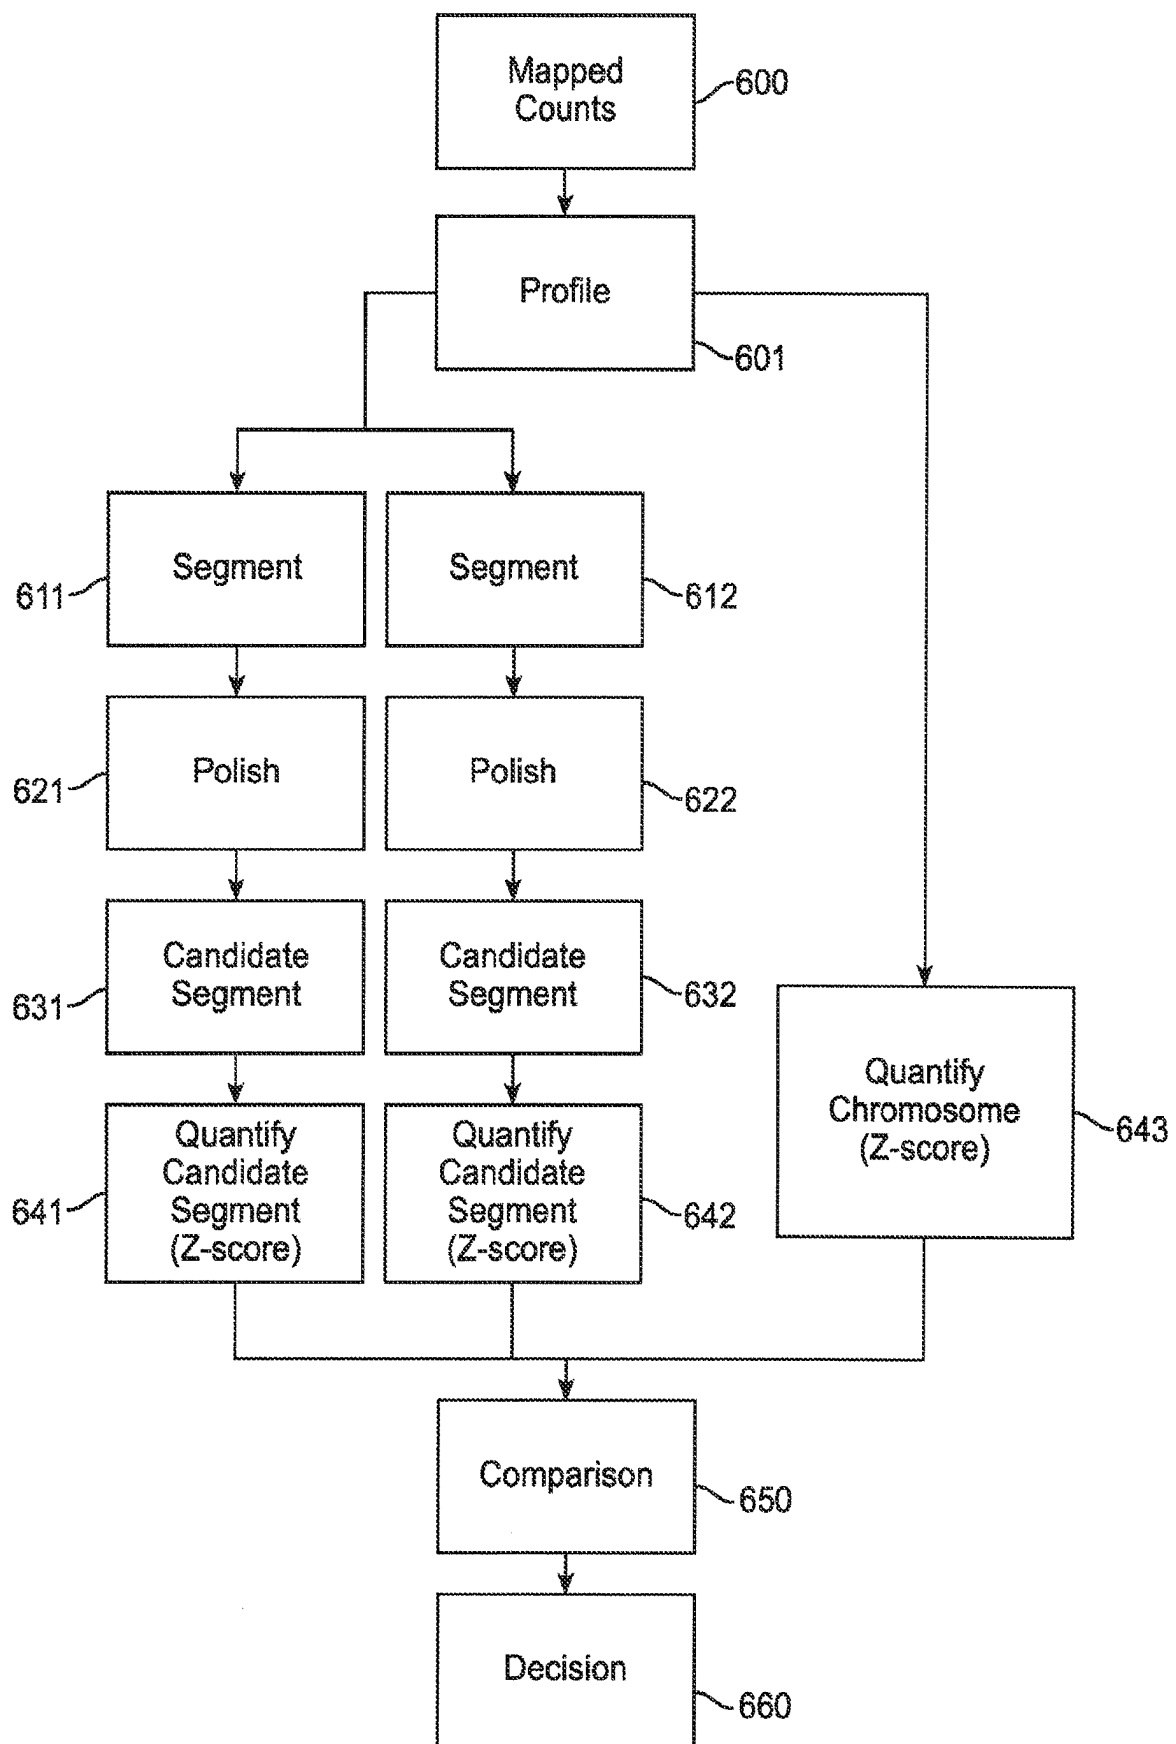 Mapped
Counts
600
Profile
601
Segment
611
Segment
612
Polish
621
Polish
622
Candidate
Segment
631
Candidate
Segment
632
Quantify
Candidate
Segment
(Z-score)
641
Quantify
Candidate
Segment
(Z-score)
642
Quantify
Chromosome
(Z-score)
643
Comparison
650
Decision
660